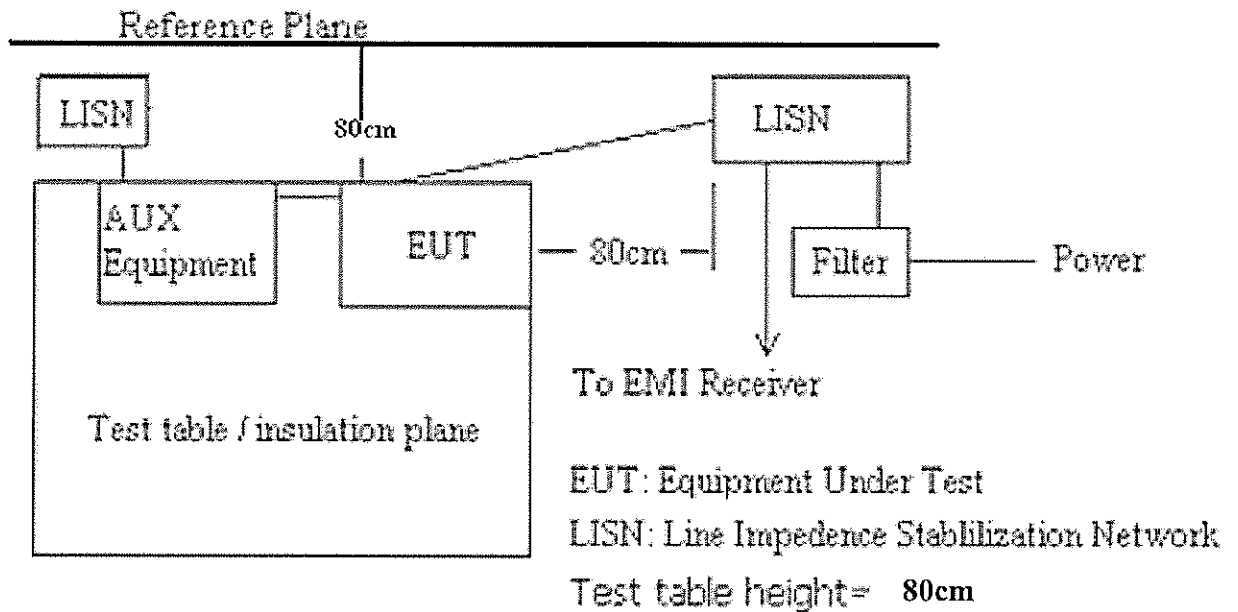 Reference Plane
LISN
80cm
LISN
AUX
Equipment
EUT
80cm
Filter
Power
To EMI Receiver
Test table / insulation plane
EUT: Equipment Under Test
LISN: Line Impedence Stablilization Network
Test table height= 80cm